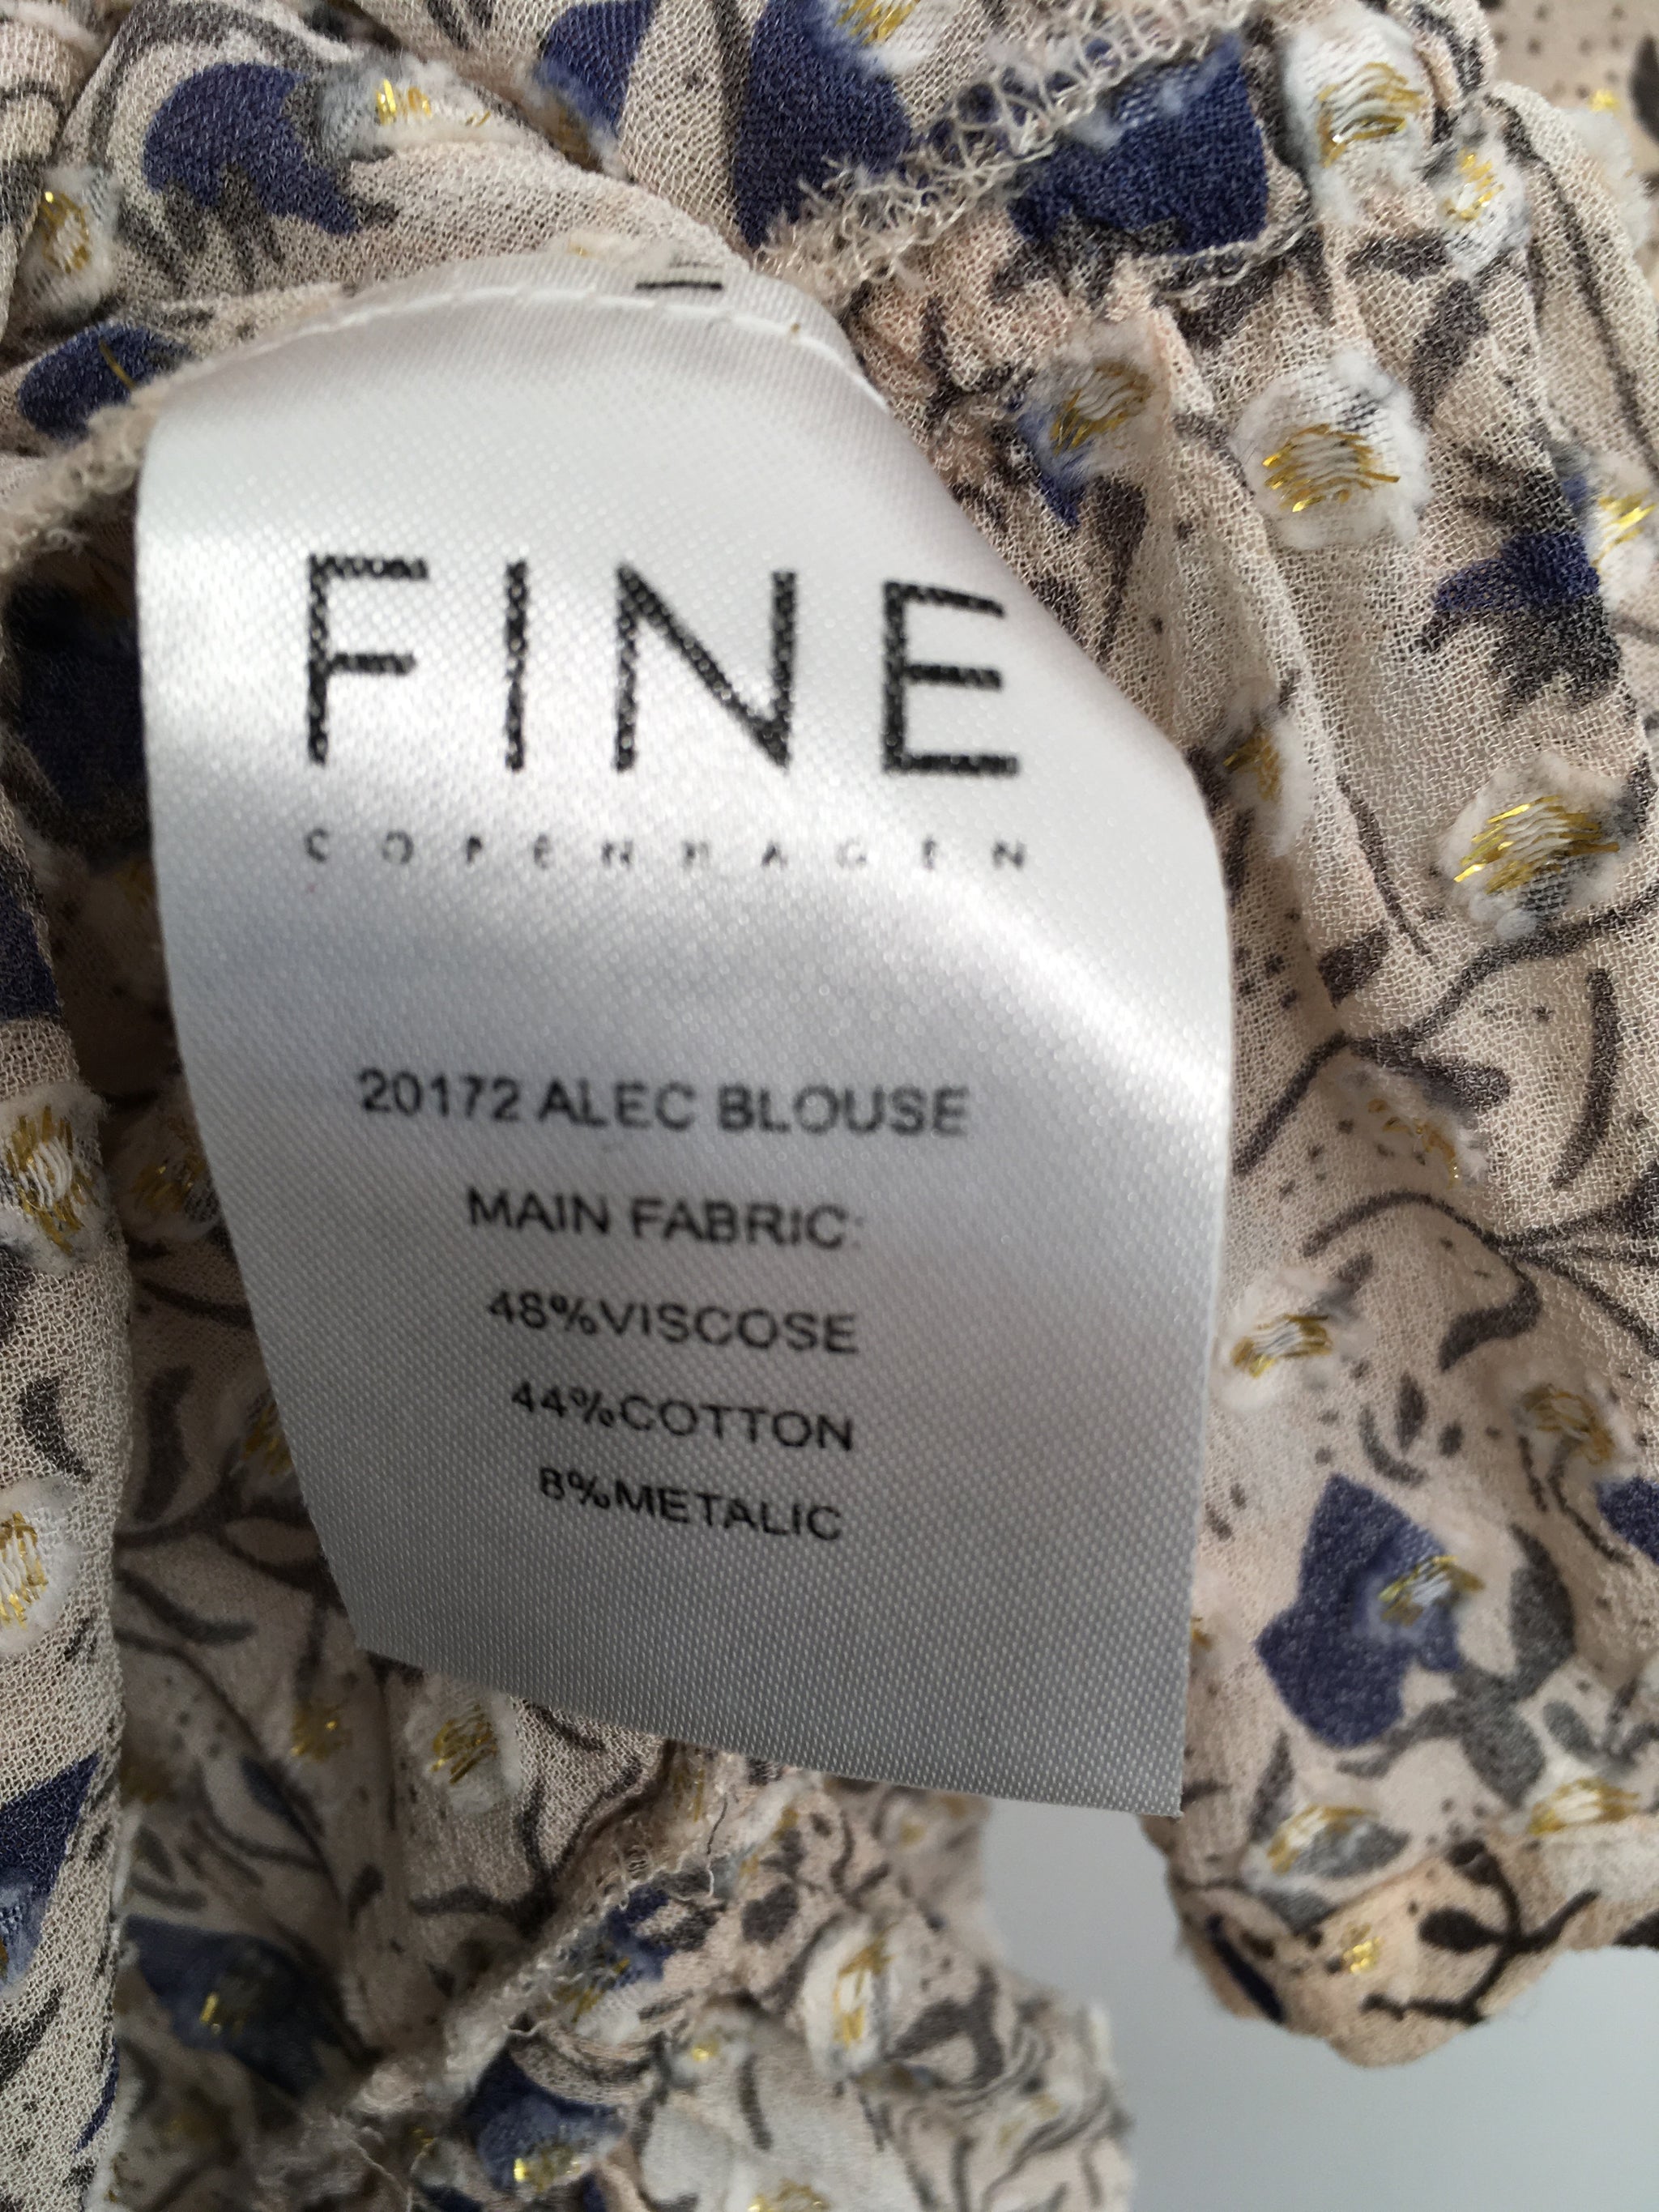 FINE
COPENHAGEN
20172 ALEC BLOUSE
MAIN FABRIC:
48%VISCOSE
44%COTTON
8%METALIC